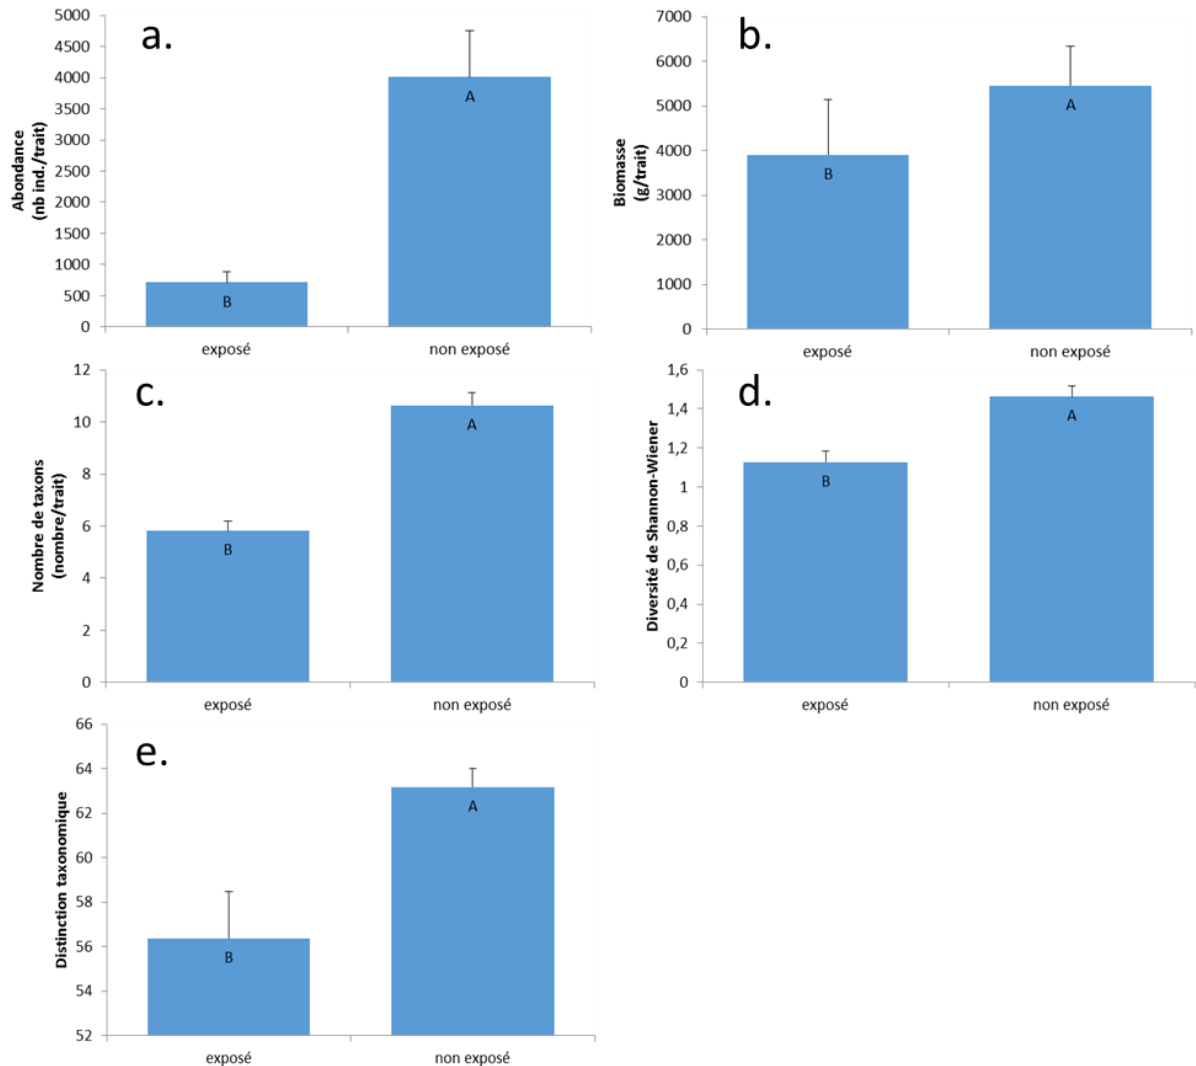 a.
Abondance
(nb ind./trait)
5000
4500
4000
3500
3000
2500
2000
1500
1000
500
0
B
A
exposé
non exposé
b.
Biomasse
(g/trait)
7000
6000
5000
4000
3000
2000
1000
0
B
A
exposé
non exposé
c.
Nombre de taxons
(nombre/trait)
12
10
8
6
4
2
0
B
A
exposé
non exposé
d.
Diversité de Shannon-Wiener
1,6
1,4
1,2
1
0,8
0,6
0,4
0,2
0
B
A
exposé
non exposé
e.
Distinction taxonomique
66
64
62
60
58
56
54
52
B
A
exposé
non exposé